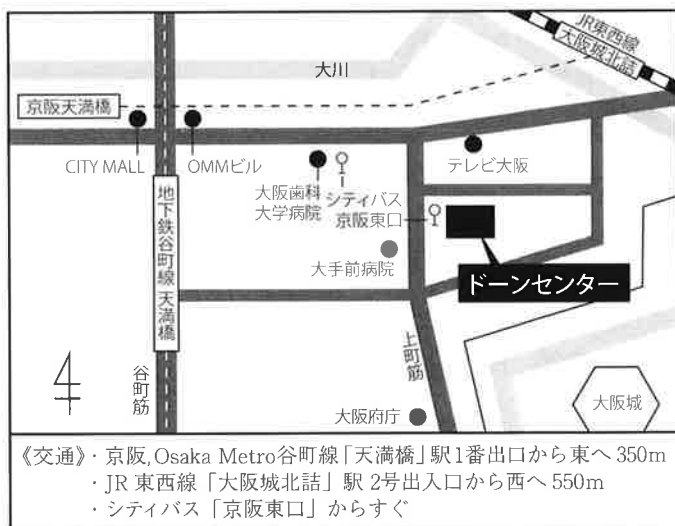 JR東西線
大阪城北詰
大川
京阪天満橋
CITY MALL
OMMビル
テレビ大阪
大阪歯科
大学病院
シティバス
京阪東口
地下鉄谷町線 天満橋
大手前病院
ドーンセンター
上町筋
谷町筋
大阪城
大阪府庁
《交通》・京阪,Osaka Metro谷町線「天満橋」駅1番出口から東へ350m
・JR東西線「大阪城北詰」駅 2号出入口から西へ550m
・シティバス「京阪東口」からすぐ